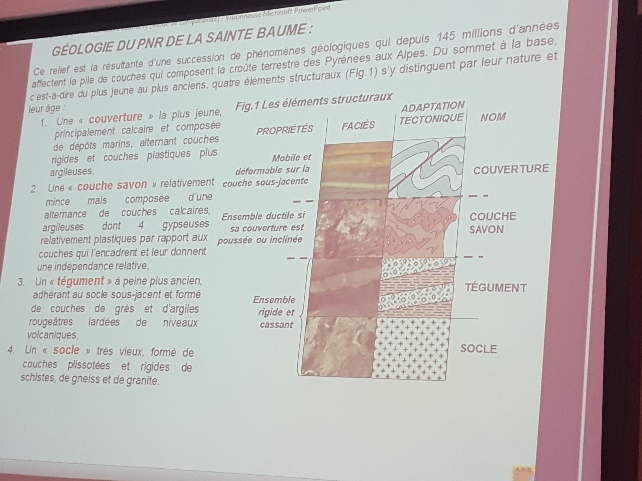 Visionneuse Microsoft PowerPoint
GÉOLOGIE DU PNR DE LA SAINTE BAUME :
Ce relief est la résultante d'une succession de phénomènes géologiques qui depuis 145 millions d'années
affectent la pile de couches qui composent la croûte terrestre des Pyrénées aux Alpes. Du sommet à la base,
c'est-à-dire du plus jeune au plus anciens, quatre éléments structuraux (Fig.1) s'y distinguent par leur nature et
leur âge :
1. Une « couverture » la plus jeune,
principalement calcaire et composée
de dépôts marins, alternant couches
rigides et couches plastiques plus
argileuses.
2. Une « couche savon » relativement
mince mais composée d'une
alternance de couches calcaires,
argileuses dont 4 gypseuses
relativement plastiques par rapport aux
couches qui l'encadrent et leur donnent
une indépendance relative.
3. Un « tégument » à peine plus ancien,
adhérant au socle sous-jacent et formé
de couches de grès et d'argiles
rougeâtres lardées de niveaux
volcaniques.
4. Un « socle » très vieux, formé de
couches plissotées et rigides de
schistes, de gneiss et de granite.
Fig.1 Les éléments structuraux
PROPRIÉTÉS
FACIÈS
ADAPTATION
TECTONIQUE
NOM
Mobile et
déformable sur la
couche sous-jacente
COUVERTURE
Ensemble ductile si
sa couverture est
poussée ou inclinée
COUCHE
SAVON
Ensemble
rigide et
cassant
TÉGUMENT
SOCLE